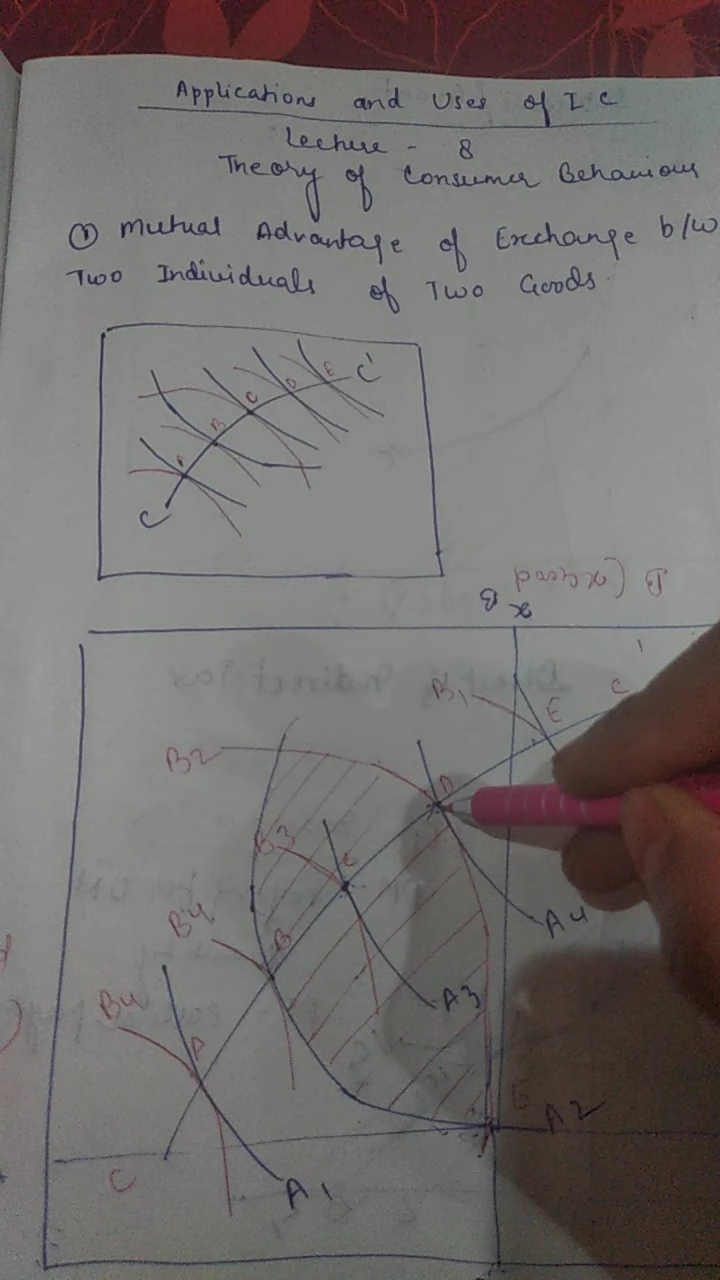 Applications and Uses of I C
Lecture - 8
Theory of Consumer Behaviour
① Mutual Advantage of Exchange b/w
Two Individuals of Two Goods
A
B
C
D
E
C'
C
B
x
B1
E
C
B2
D
B3
C
B4
B
A4
A3
B4
A
E
A2
C
A1